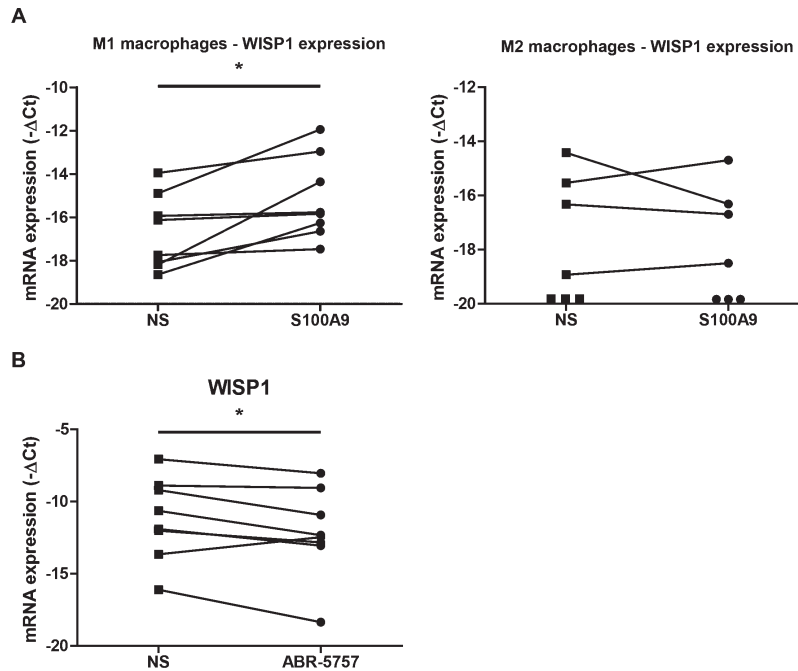 A
M1 macrophages - WISP1 expression
*
mRNA expression (-ΔCt)
-10
-12
-14
-16
-18
-20
NS
S100A9
M2 macrophages - WISP1 expression
mRNA expression (-ΔCt)
-12
-14
-16
-18
-20
NS
S100A9
B
WISP1
*
mRNA expression (-ΔCt)
-5
-10
-15
-20
NS
ABR-5757